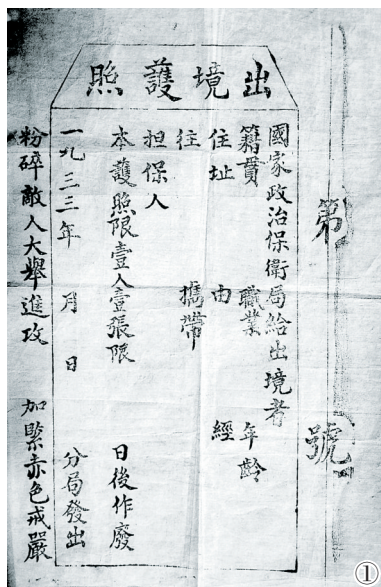 第 號
出境護照
國家政治保衛局給出境者
籍貫 職業 年齡
住址 由 經
往 攜帶
担保人
本護照限壹人壹張限 日後作廢
一九三三年 月 日 分局發出
粉碎敵人大舉進攻 加緊赤色戒嚴
①